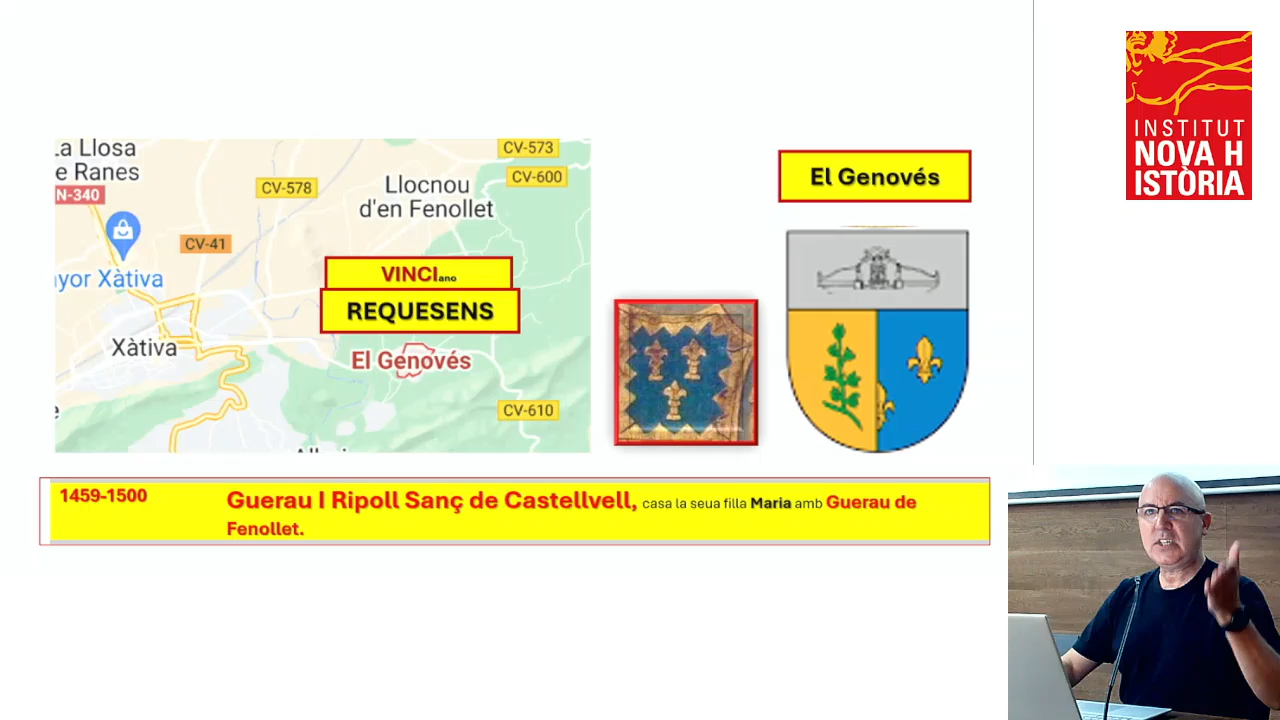 La Llosa
e Ranes
N-340
CV-578
CV-573
CV-600
Llocnou
d'en Fenollet
CV-41
yor Xàtiva
VINCIano
REQUESENS
Xàtiva
El Genovés
CV-610
El Genovés
INSTITUT
NOVA H
ISTÒRIA
1459-1500 Guerau I Ripoll Sanç de Castellvell, casa la seua filla Maria amb Guerau de
Fenollet.